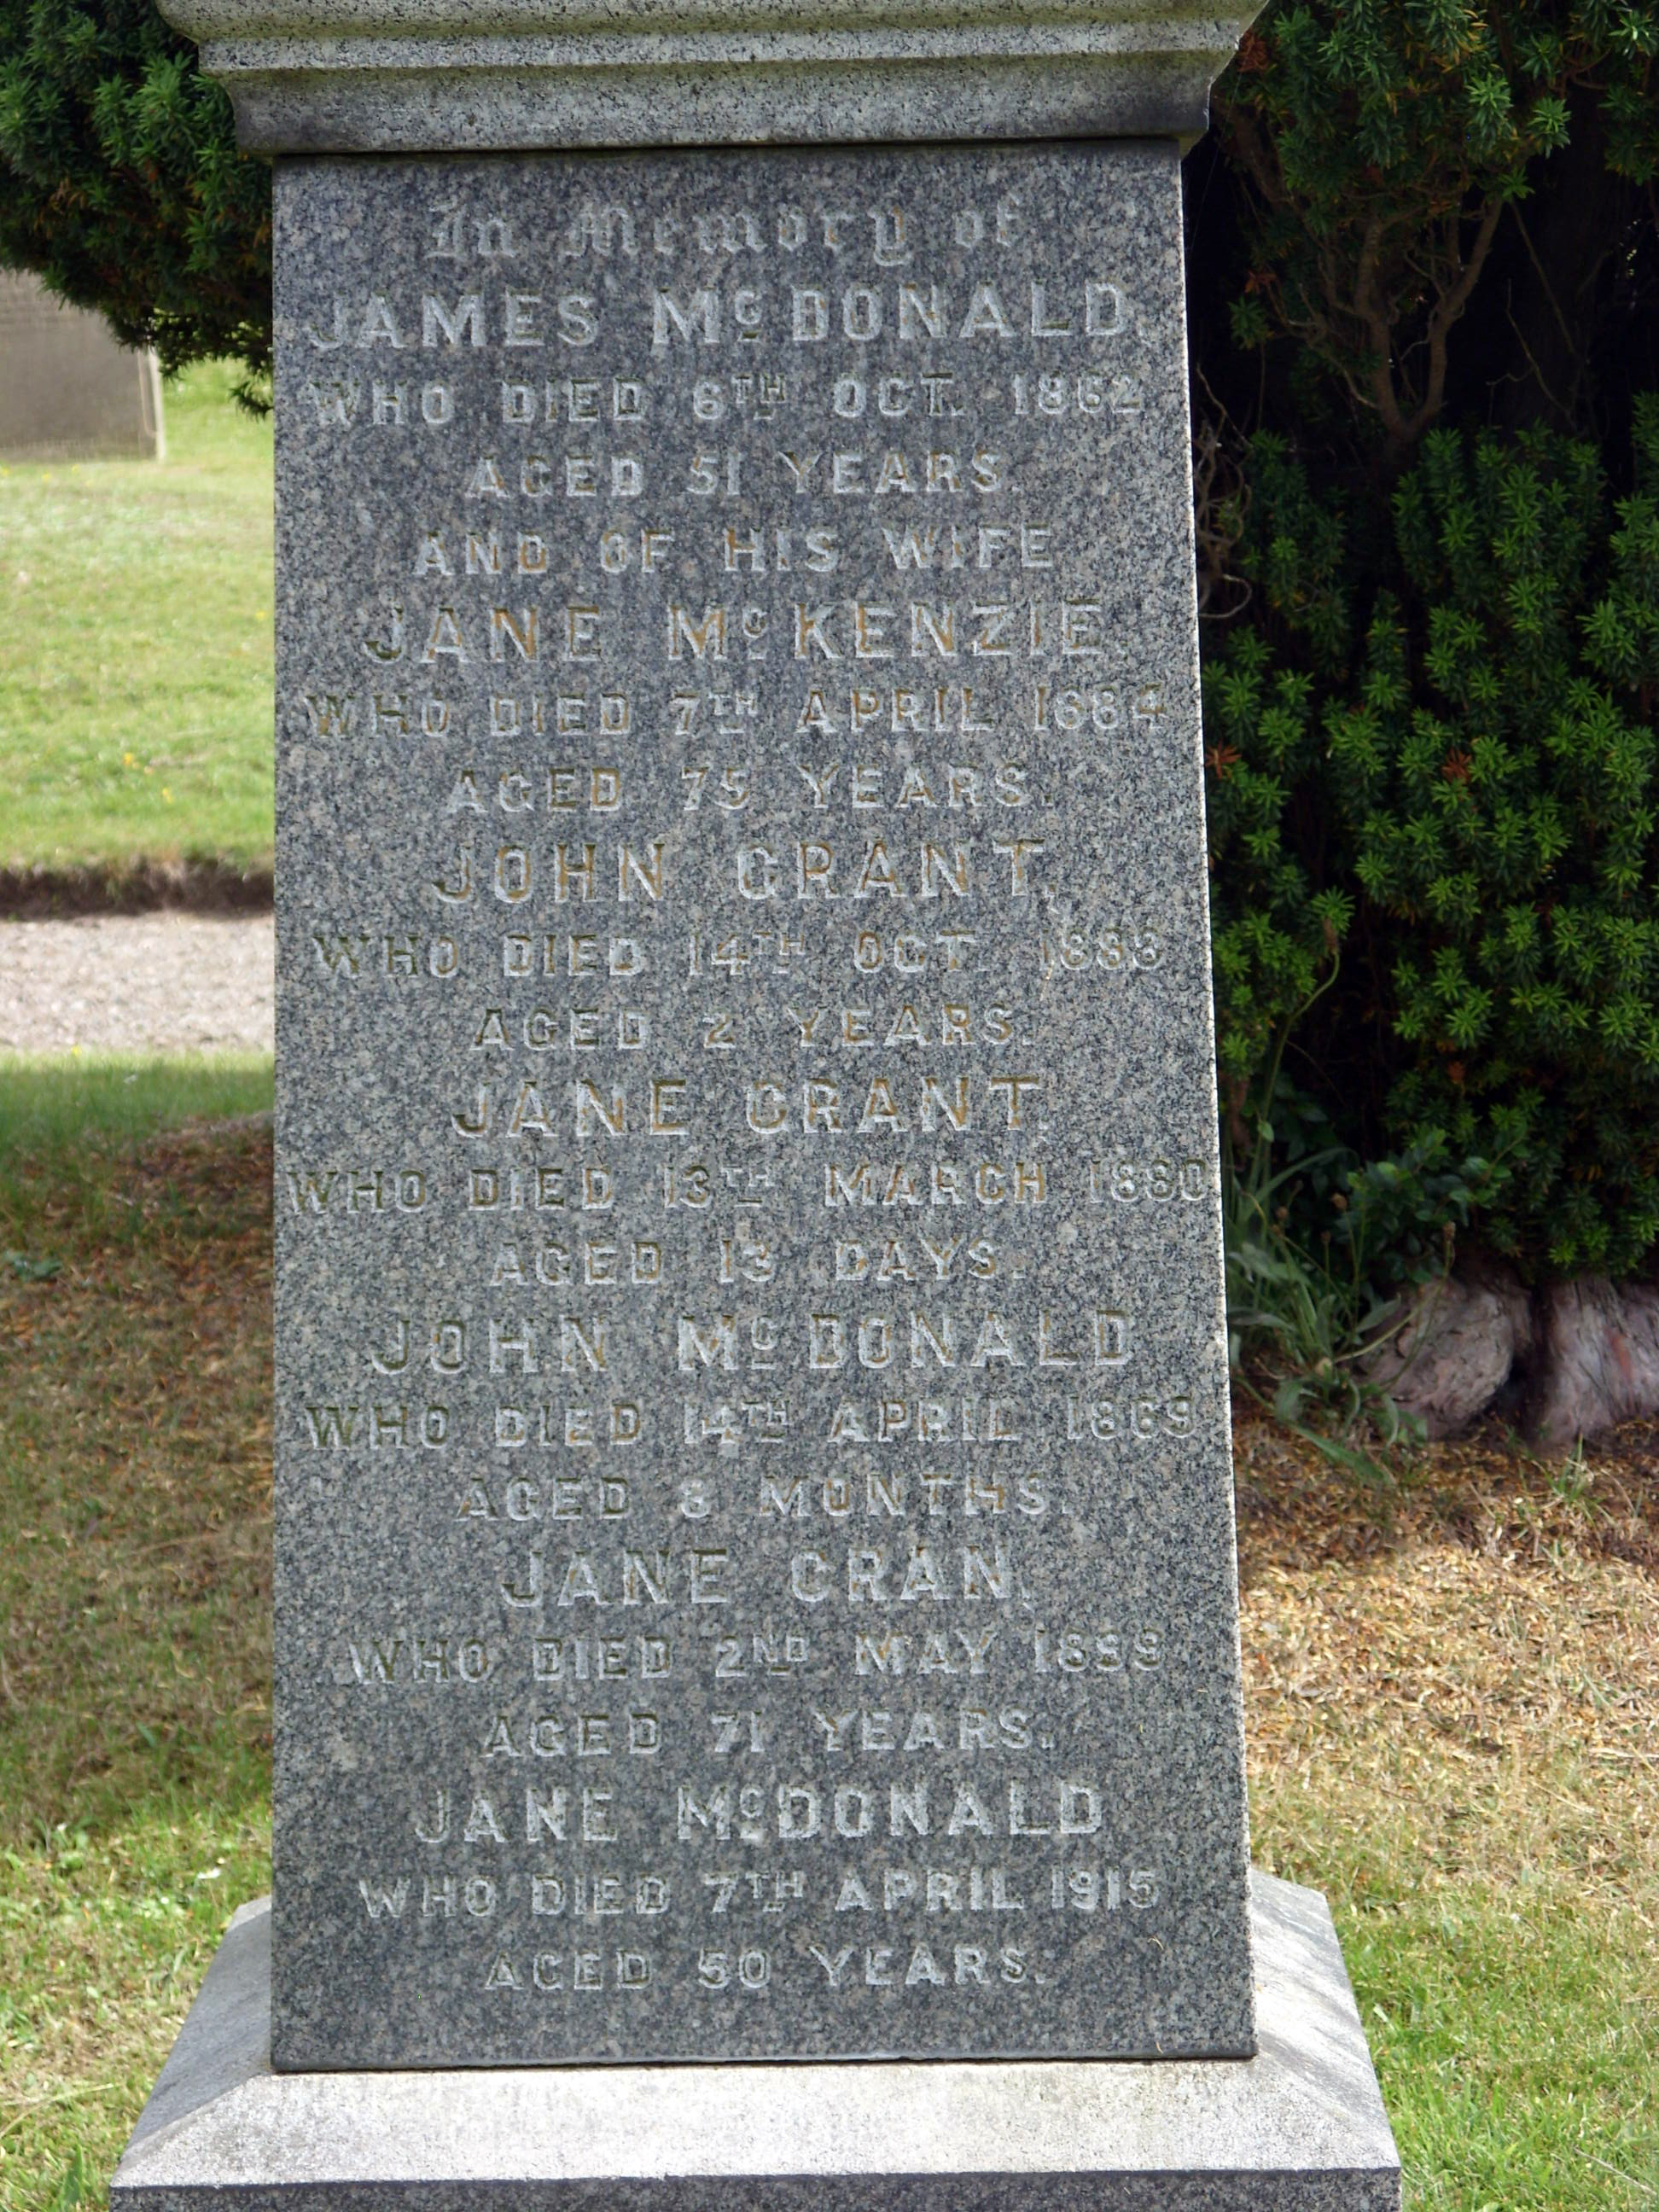 In Memory of
JAMES McDONALD.
WHO DIED 6TH OCT. 1862
AGED 51 YEARS.
AND OF HIS WIFE
JANE McKENZIE.
WHO DIED 7TH APRIL 1884
AGED 75 YEARS.
JOHN GRANT.
WHO DIED 14TH OCT.
AGED 2 YEARS.
JANE GRANT.
WHO DIED 13TH MARCH 1880
AGED 13 DAYS.
JOHN McDONALD
WHO DIED 14TH APRIL 1869
AGED 8 MONTHS.
JANE CRAN.
WHO DIED 2ND MAY
AGED 71 YEARS.
JANE McDONALD
WHO DIED 7TH APRIL 1915
AGED 50 YEARS.